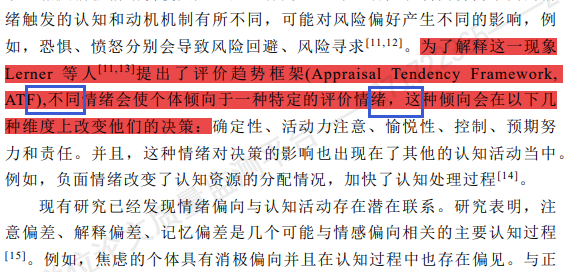 绪触发的认知和动机机制有所不同，可能对风险偏好产生不同的影响，例
如，恐惧、愤怒分别会导致风险回避、风险寻求[11,12]。为了解释这一现象
Lerner 等人[11,13]提出了评价趋势框架(Appraisal Tendency Framework,
ATF),不同情绪会使个体倾向于一种特定的评价情绪，这种倾向会在以下几
种维度上改变他们的决策：确定性、活动力注意、愉悦性、控制、预期努
力和责任。并且，这种情绪对决策的影响也出现在了其他的认知活动当中。
例如，负面情绪改变了认知资源的分配情况，加快了认知处理过程[14]。
现有研究已经发现情绪偏向与认知活动存在潜在联系。研究表明，注
意偏差、解释偏差、记忆偏差是几个可能与情感偏向相关的主要认知过程
[15]。例如，焦虑的个体具有消极偏向并且在认知过程中也存在偏见。与正